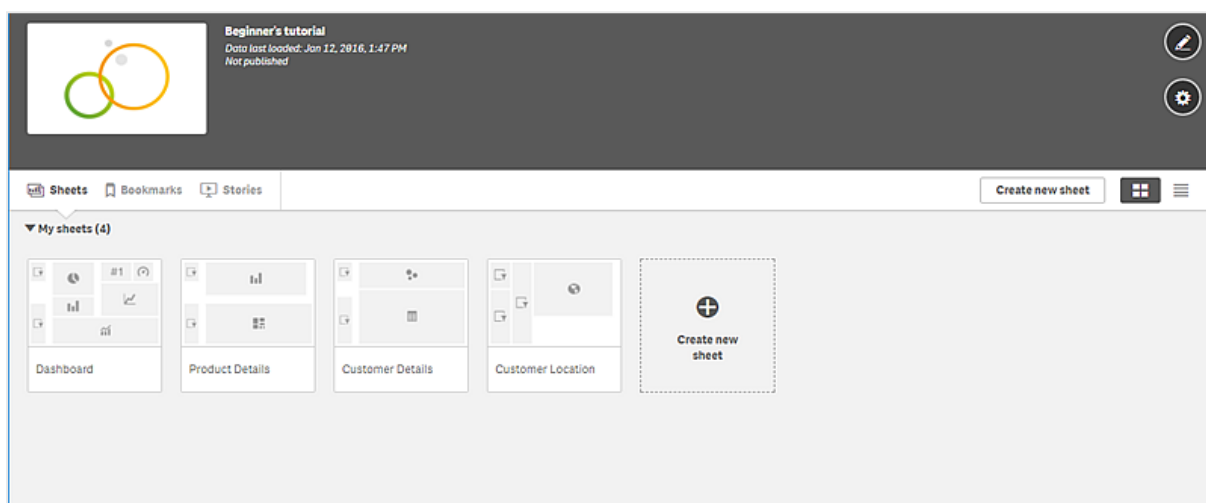 Beginner's tutorial
Data last loaded: Jan 12, 2016, 1:47 PM
Not published
Sheets Bookmarks Stories
Create new sheet
My sheets (4)
#1
Dashboard
Product Details
Customer Details
Customer Location
Create new
sheet